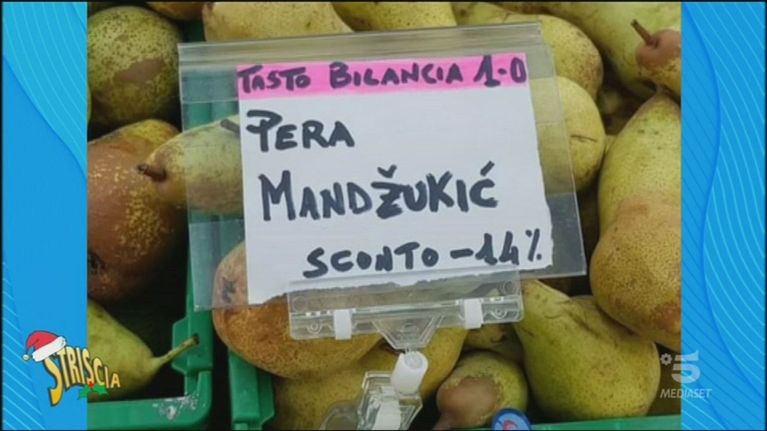 TASTO BILANCIA 1-0
PERA
MANDŽUKIĆ
SCONTO -14%
STRISCIA
5
MEDIASET